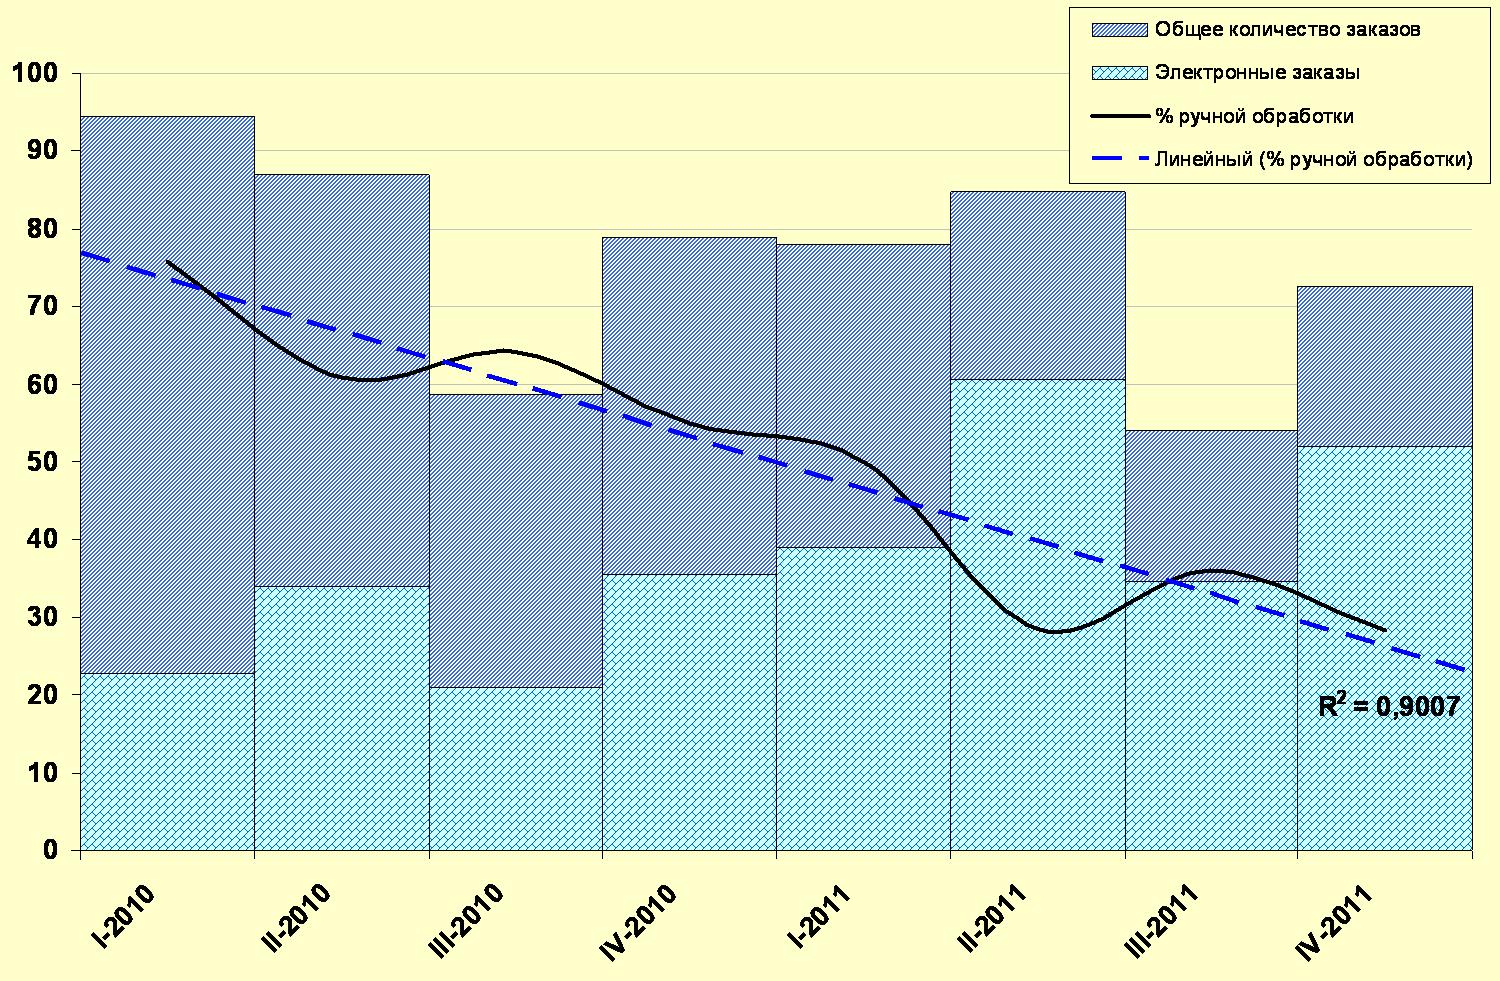 Общее количество заказов
Электронные заказы
% ручной обработки
Линейный (% ручной обработки)
100
90
80
70
60
50
40
30
20
10
0
R² = 0,9007
I-2010
II-2010
III-2010
IV-2010
I-2011
II-2011
III-2011
IV-2011